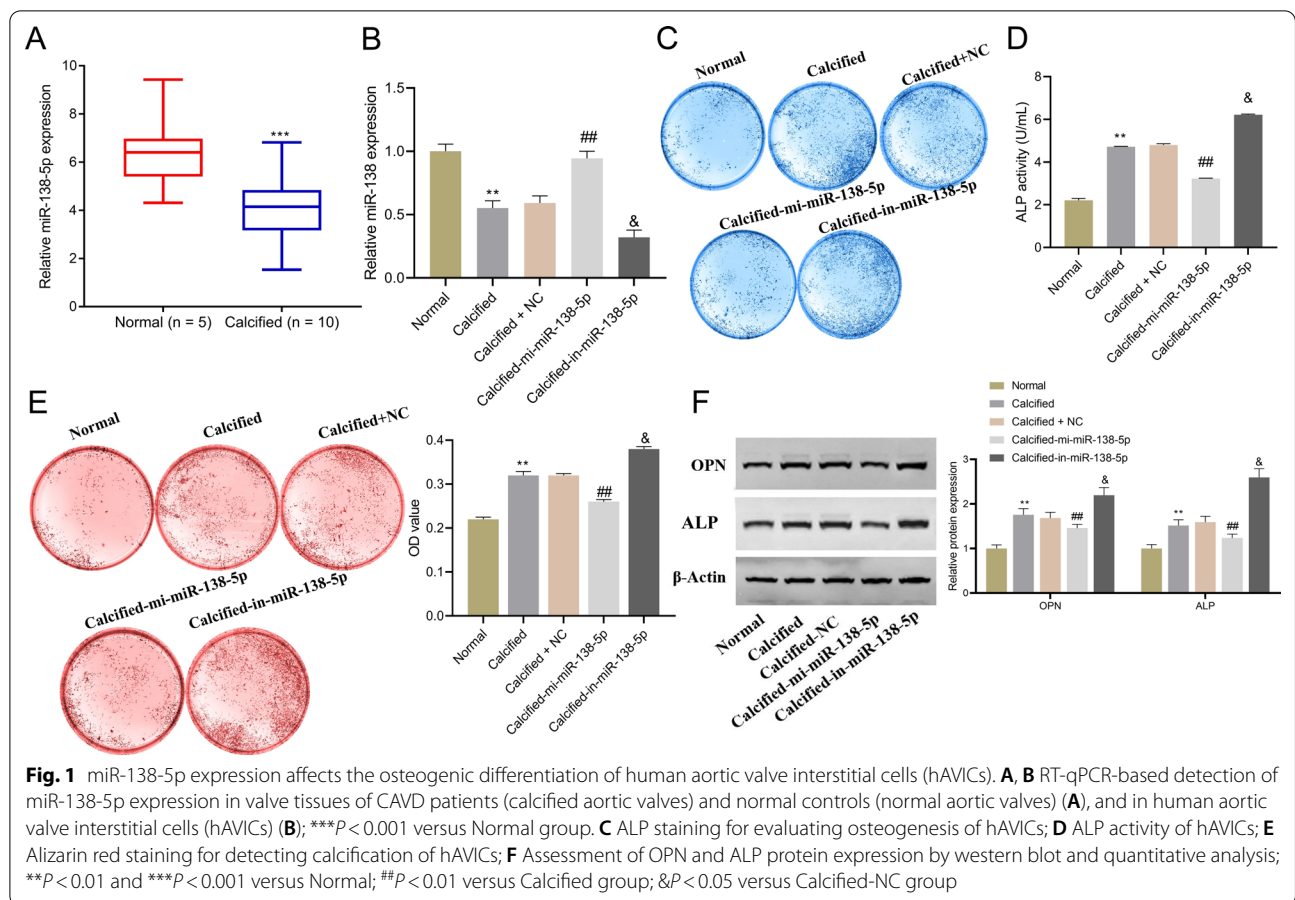 A
Relative miR-138-5p expression
10
8
6
4
2
0
***
Normal (n = 5)
Calcified (n = 10)
B
Relative miR-138 expression
1.5
1.0
0.5
0.0
**
##
&
Normal
Calcified
Calcified + NC
Calcified-mi-miR-138-5p
Calcified-in-miR-138-5p
C
Normal
Calcified
Calcified+NC
Calcified-mi-miR-138-5p
Calcified-in-miR-138-5p
D
ALP activity (U/mL)
8
6
4
2
0
**
##
&
Normal
Calcified
Calcified + NC
Calcified-mi-miR-138-5p
Calcified-in-miR-138-5p
E
Normal
Calcified
Calcified+NC
Calcified-mi-miR-138-5p
Calcified-in-miR-138-5p
OD value
0.4
0.3
0.2
0.1
0.0
**
##
&
Normal
Calcified
Calcified + NC
Calcified-mi-miR-138-5p
Calcified-in-miR-138-5p
F
OPN
ALP
β-Actin
Normal
Calcified
Calcified-NC
Calcified-mi-miR-138-5p
Calcified-in-miR-138-5p
Normal
Calcified
Calcified + NC
Calcified-mi-miR-138-5p
Calcified-in-miR-138-5p
Relative protein expression
3
2
1
0
**
##
&
**
##
&
OPN
ALP
Fig. 1 miR-138-5p expression affects the osteogenic differentiation of human aortic valve interstitial cells (hAVICs). A, B RT-qPCR-based detection of
miR-138-5p expression in valve tissues of CAVD patients (calcified aortic valves) and normal controls (normal aortic valves) (A), and in human aortic
valve interstitial cells (hAVICs) (B); ***P < 0.001 versus Normal group. C ALP staining for evaluating osteogenesis of hAVICs; D ALP activity of hAVICs; E
Alizarin red staining for detecting calcification of hAVICs; F Assessment of OPN and ALP protein expression by western blot and quantitative analysis;
**P < 0.01 and ***P < 0.001 versus Normal; ##P < 0.01 versus Calcified group; &P < 0.05 versus Calcified-NC group